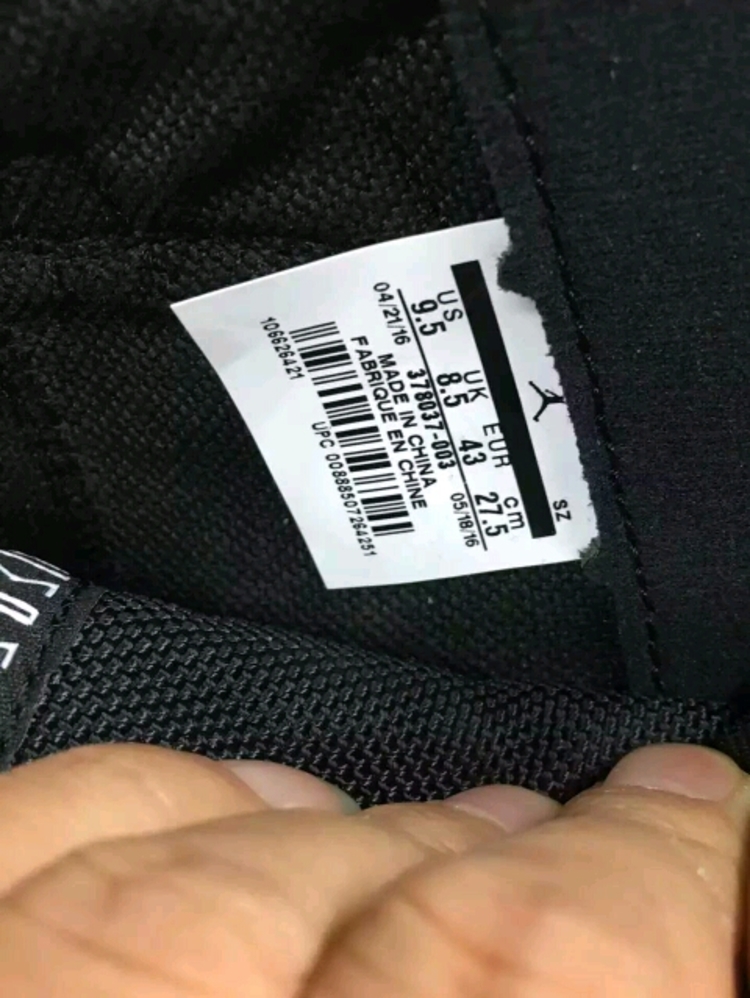 SZ
US UK EUR cm
9.5 8.5 43 27.5
04/21/16 378037-003 05/18/16
MADE IN CHINA
FABRIQUE EN CHINE
UPC 00888507264251
106626421